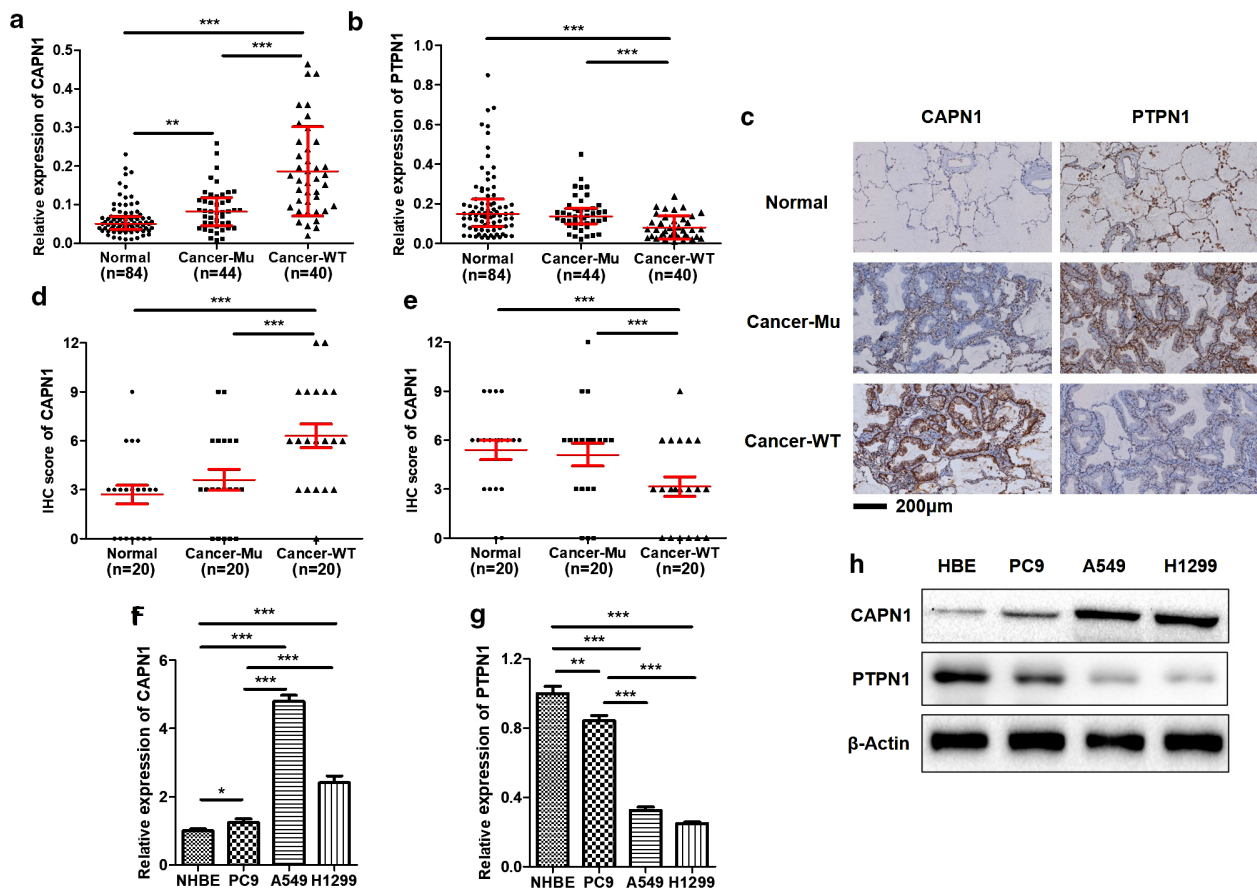 a
***
***
**
Relative expression of CAPN1
0.5
0.4
0.3
0.2
0.1
0.0
Normal
(n=84)
Cancer-Mu
(n=44)
Cancer-WT
(n=40)
b
***
***
Relative expression of PTPN1
1.0
0.8
0.6
0.4
0.2
0.0
Normal
(n=84)
Cancer-Mu
(n=44)
Cancer-WT
(n=40)
c
CAPN1
PTPN1
Normal
Cancer-Mu
Cancer-WT
200μm
d
***
***
IHC score of CAPN1
12
9
6
3
0
Normal
(n=20)
Cancer-Mu
(n=20)
Cancer-WT
(n=20)
e
***
***
IHC score of CAPN1
12
9
6
3
0
Normal
(n=20)
Cancer-Mu
(n=20)
Cancer-WT
(n=20)
f
***
***
***
***
*
Relative expression of CAPN1
6
4
2
0
NHBE
PC9
A549
H1299
g
***
***
**
***
***
Relative expression of PTPN1
1.2
0.8
0.4
0.0
NHBE
PC9
A549
H1299
h
HBE
PC9
A549
H1299
CAPN1
PTPN1
β-Actin